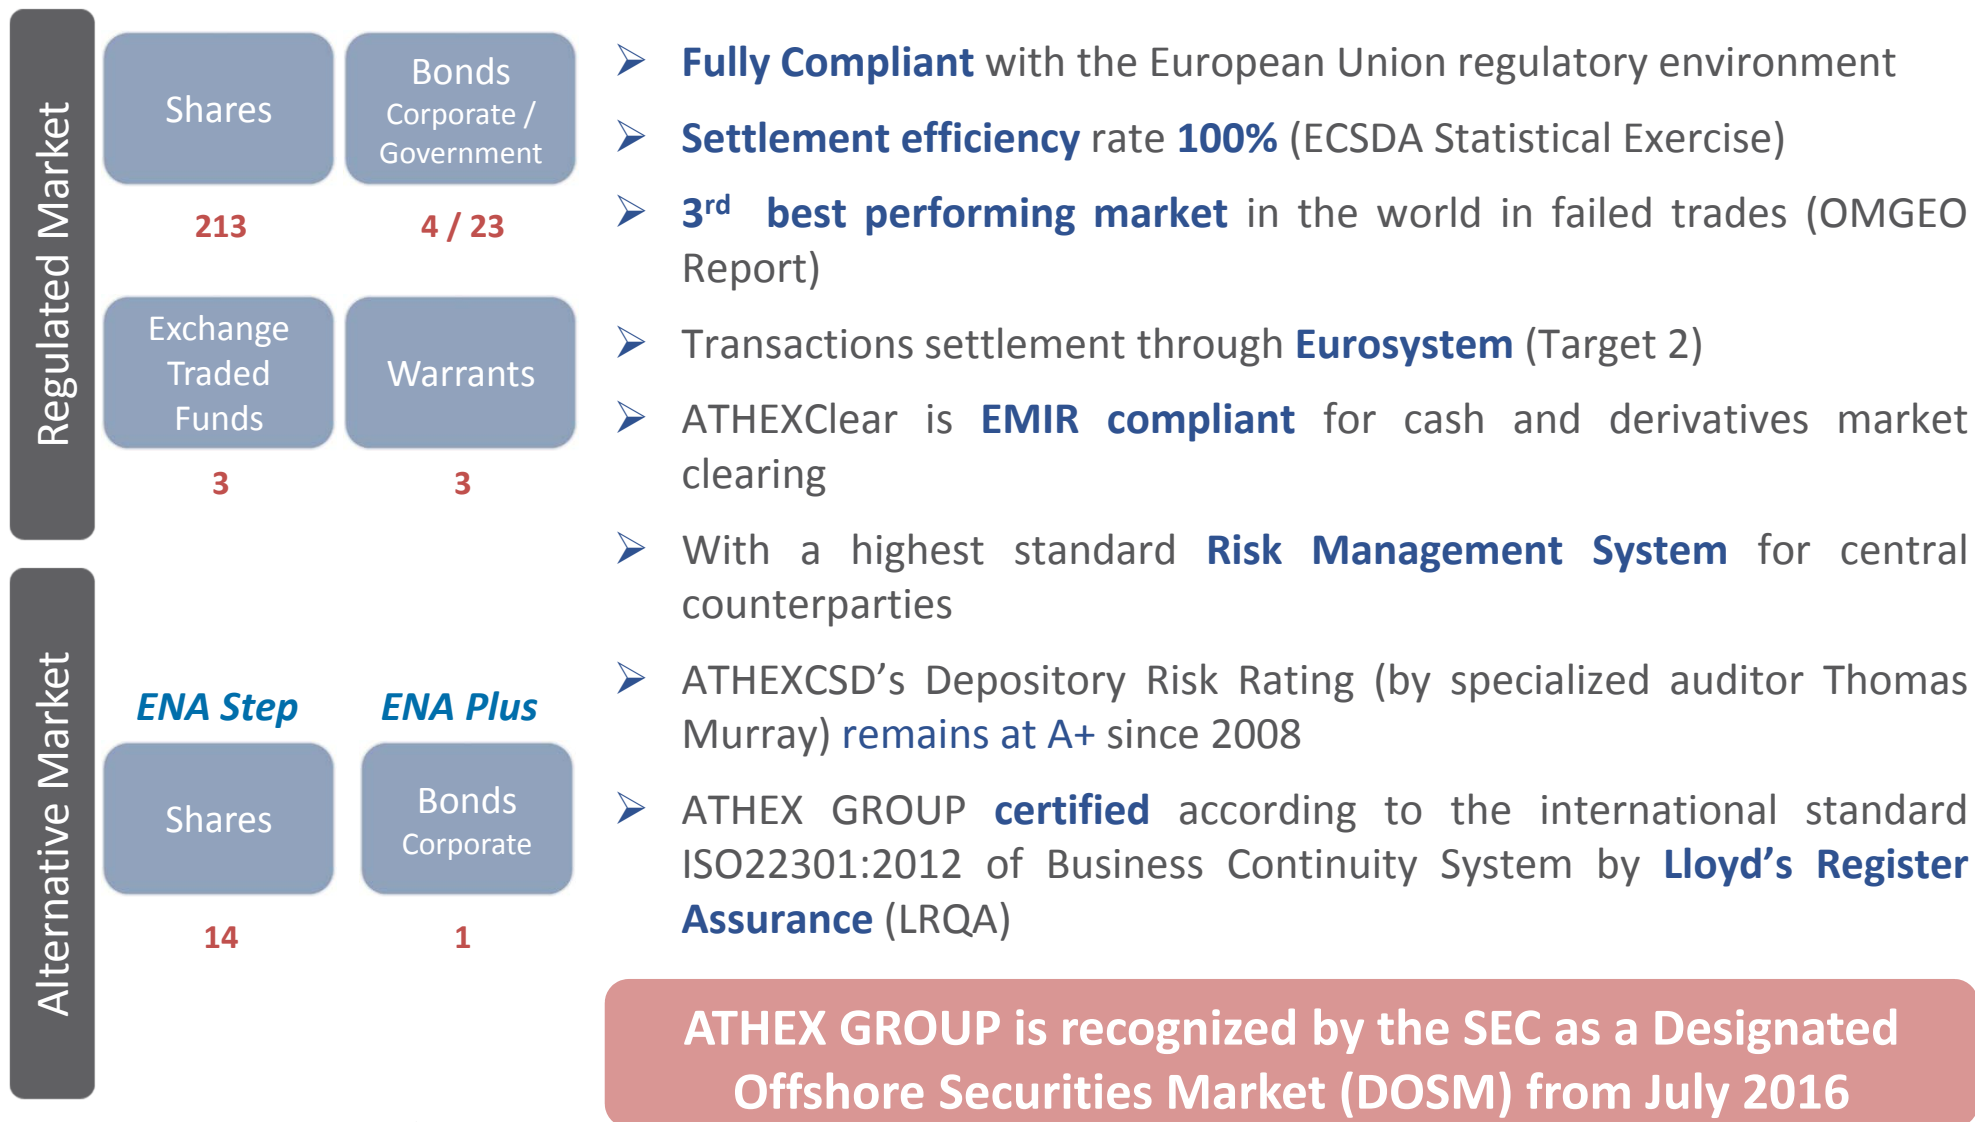 Regulated Market
Shares
213
Bonds
Corporate /
Government
4 / 23
Exchange
Traded
Funds
3
Warrants
3
Alternative Market
ENA Step
Shares
14
ENA Plus
Bonds
Corporate
1
➢ Fully Compliant with the European Union regulatory environment
➢ Settlement efficiency rate 100% (ECSDA Statistical Exercise)
➢ 3rd best performing market in the world in failed trades (OMGEO
Report)
➢ Transactions settlement through Eurosystem (Target 2)
➢ ATHEXClear is EMIR compliant for cash and derivatives market
clearing
➢ With a highest standard Risk Management System for central
counterparties
➢ ATHEXCSD’s Depository Risk Rating (by specialized auditor Thomas
Murray) remains at A+ since 2008
➢ ATHEX GROUP certified according to the international standard
ISO22301:2012 of Business Continuity System by Lloyd’s Register
Assurance (LRQA)
ATHEX GROUP is recognized by the SEC as a Designated
Offshore Securities Market (DOSM) from July 2016